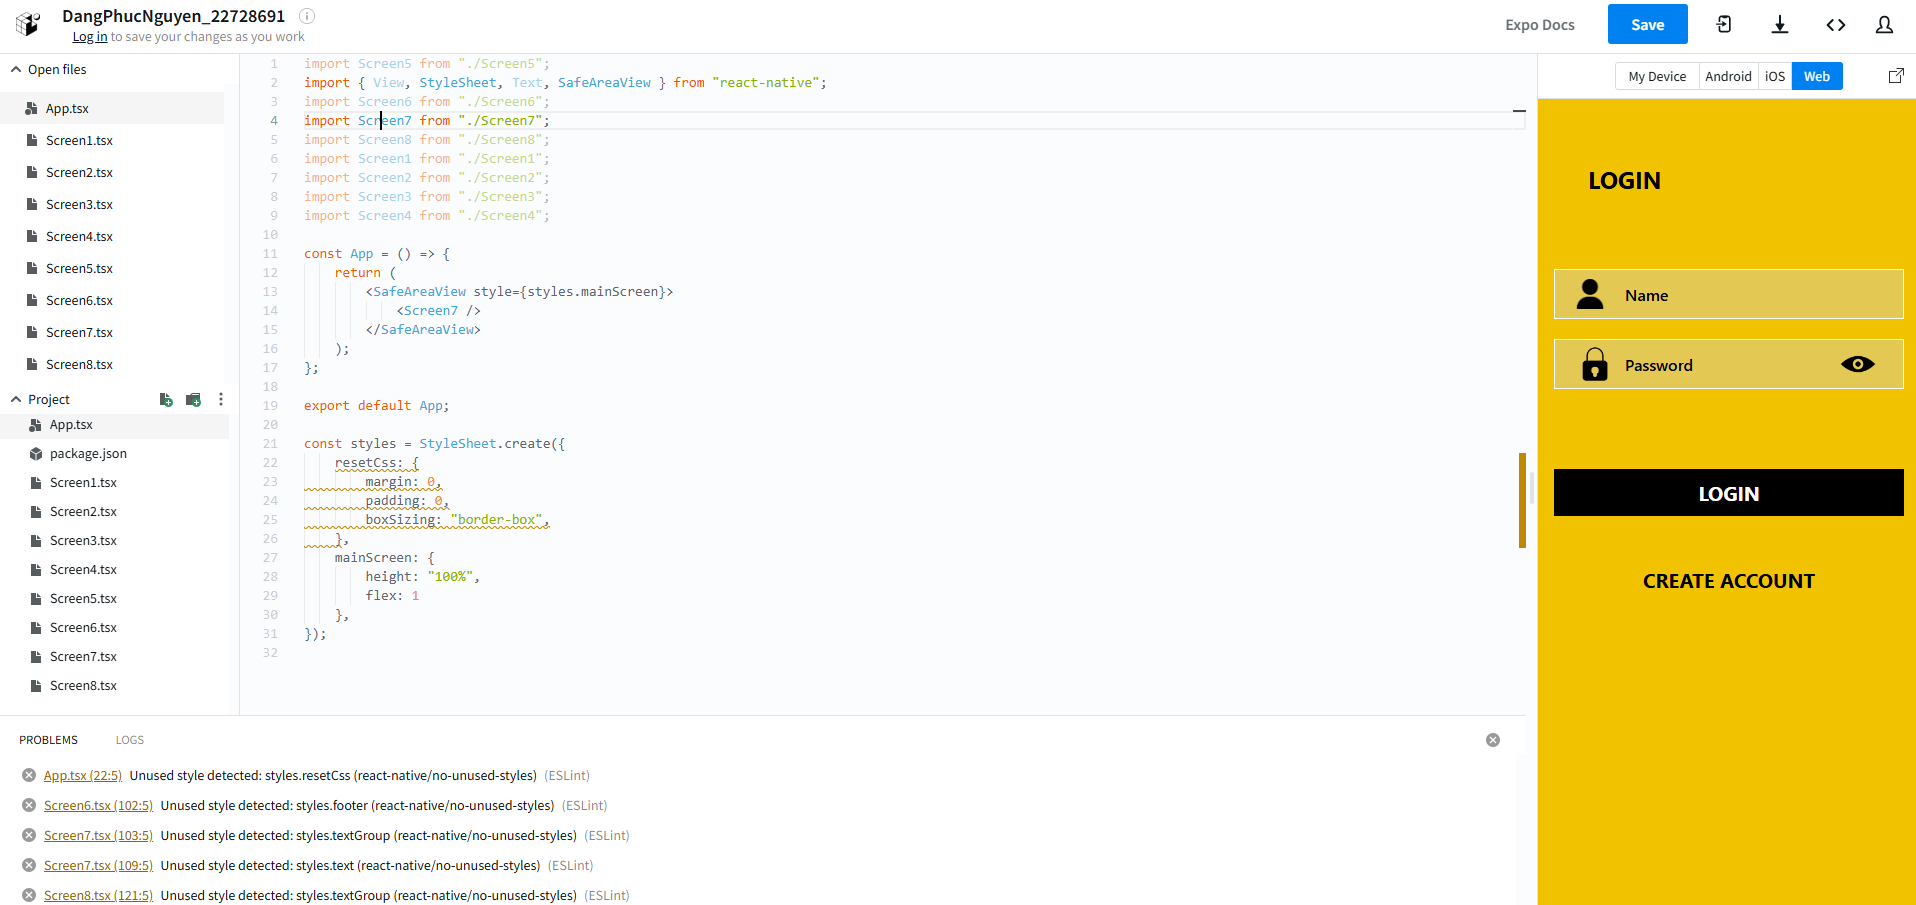 DangPhucNguyen_22728691
Log in to save your changes as you work
Expo Docs
Save
Open files
App.tsx
Screen1.tsx
Screen2.tsx
Screen3.tsx
Screen4.tsx
Screen5.tsx
Screen6.tsx
Screen7.tsx
Screen8.tsx
Project
App.tsx
package.json
Screen1.tsx
Screen2.tsx
Screen3.tsx
Screen4.tsx
Screen5.tsx
Screen6.tsx
Screen7.tsx
Screen8.tsx
1 import Screen5 from "./Screen5";
2 import { View, StyleSheet, Text, SafeAreaView } from "react-native";
3 import Screen6 from "./Screen6";
4 import Screen7 from "./Screen7";
5 import Screen8 from "./Screen8";
6 import Screen1 from "./Screen1";
7 import Screen2 from "./Screen2";
8 import Screen3 from "./Screen3";
9 import Screen4 from "./Screen4";
10
11 const App = () => {
12 return (
13 <SafeAreaView style={styles.mainScreen}>
14 <Screen7 />
15 </SafeAreaView>
16 );
17 };
18
19 export default App;
20
21 const styles = StyleSheet.create({
22 resetCss: {
23 margin: 0,
24 padding: 0,
25 boxSizing: "border-box",
26 },
27 mainScreen: {
28 height: "100%",
29 flex: 1
30 },
31 });
32
PROBLEMS LOGS
App.tsx (22:5) Unused style detected: styles.resetCss (react-native/no-unused-styles) (ESLint)
Screen6.tsx (102:5) Unused style detected: styles.footer (react-native/no-unused-styles) (ESLint)
Screen7.tsx (103:5) Unused style detected: styles.textGroup (react-native/no-unused-styles) (ESLint)
Screen7.tsx (109:5) Unused style detected: styles.text (react-native/no-unused-styles) (ESLint)
Screen8.tsx (121:5) Unused style detected: styles.textGroup (react-native/no-unused-styles) (ESLint)
My Device Android iOS Web
LOGIN
Name
Password
LOGIN
CREATE ACCOUNT